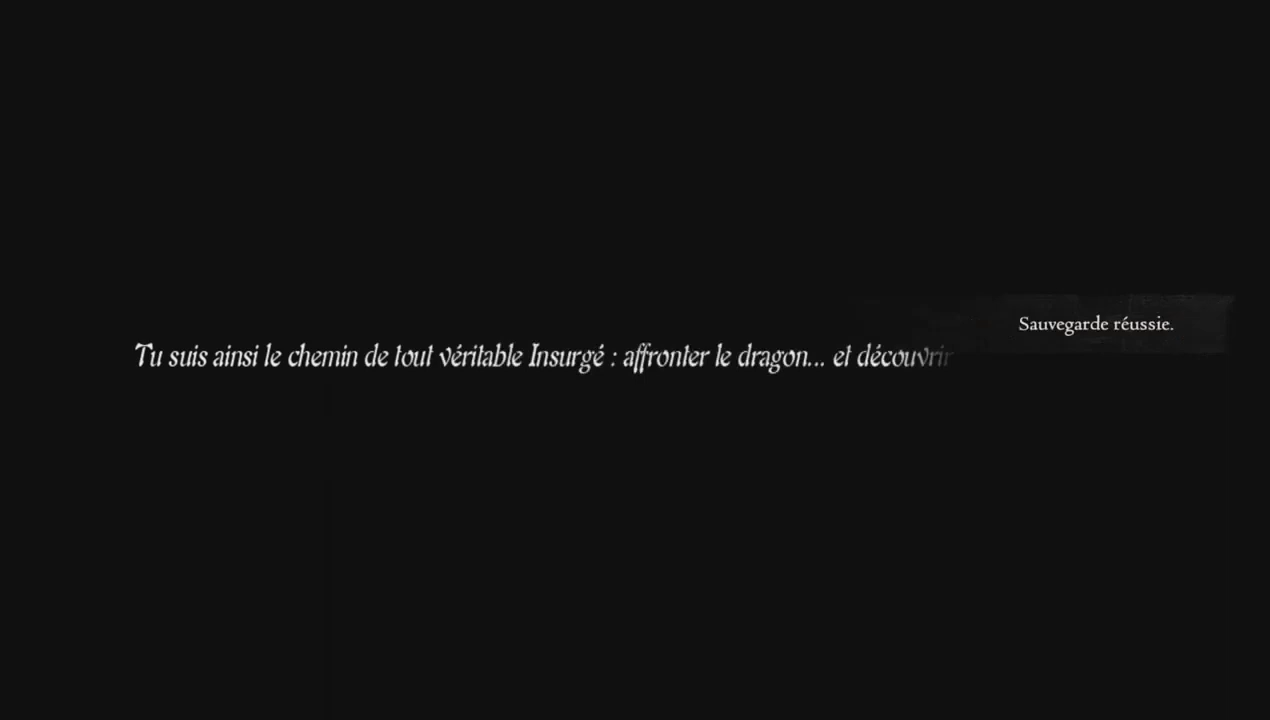 Sauvegarde réussie.
Tu suis ainsi le chemin de tout véritable Insurgé : affronter le dragon... et découvrir